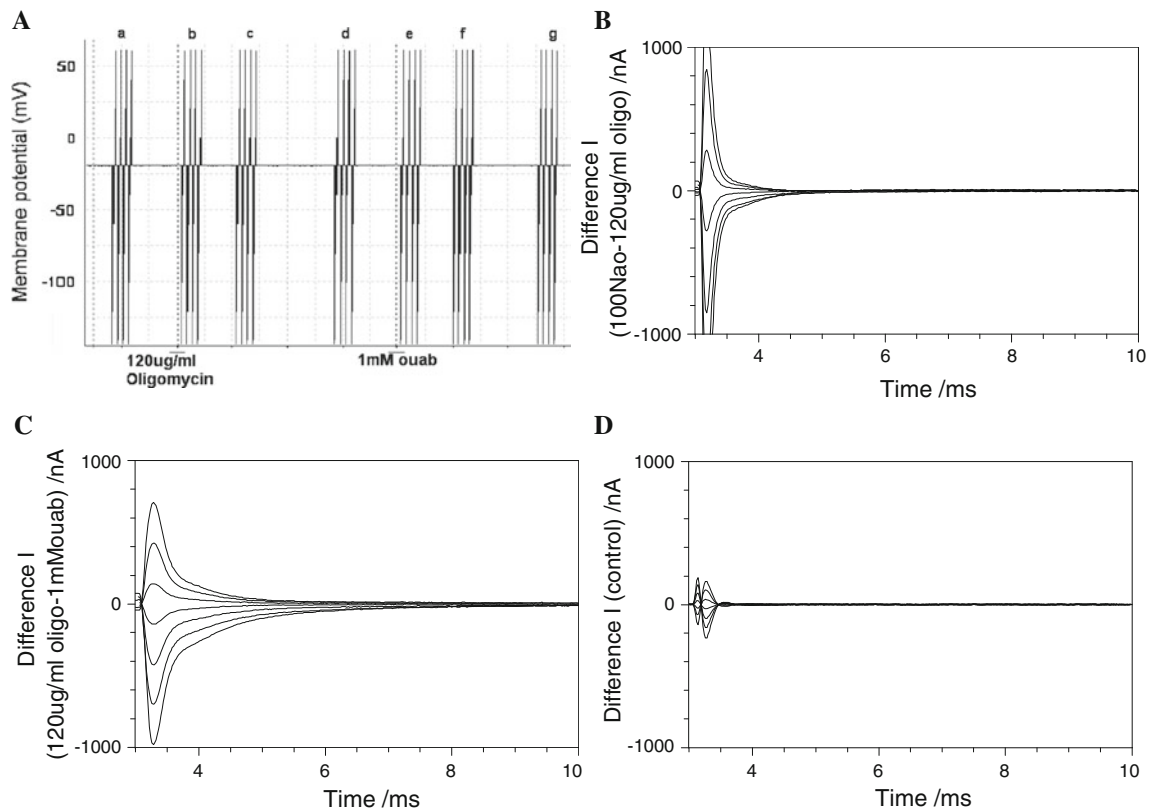 A
a b c d e f g
Membrane potential (mV)
50
0
-50
-100
120ug/ml
Oligomycin
1mM ouab
B
Difference I
(100Nao-120ug/ml oligo) /nA
1000
0
-1000
4 6 8 10
Time /ms
C
Difference I
(120ug/ml oligo-1mMouab) /nA
1000
0
-1000
4 6 8 10
Time /ms
D
Difference I (control) /nA
1000
0
-1000
4 6 8 10
Time /ms